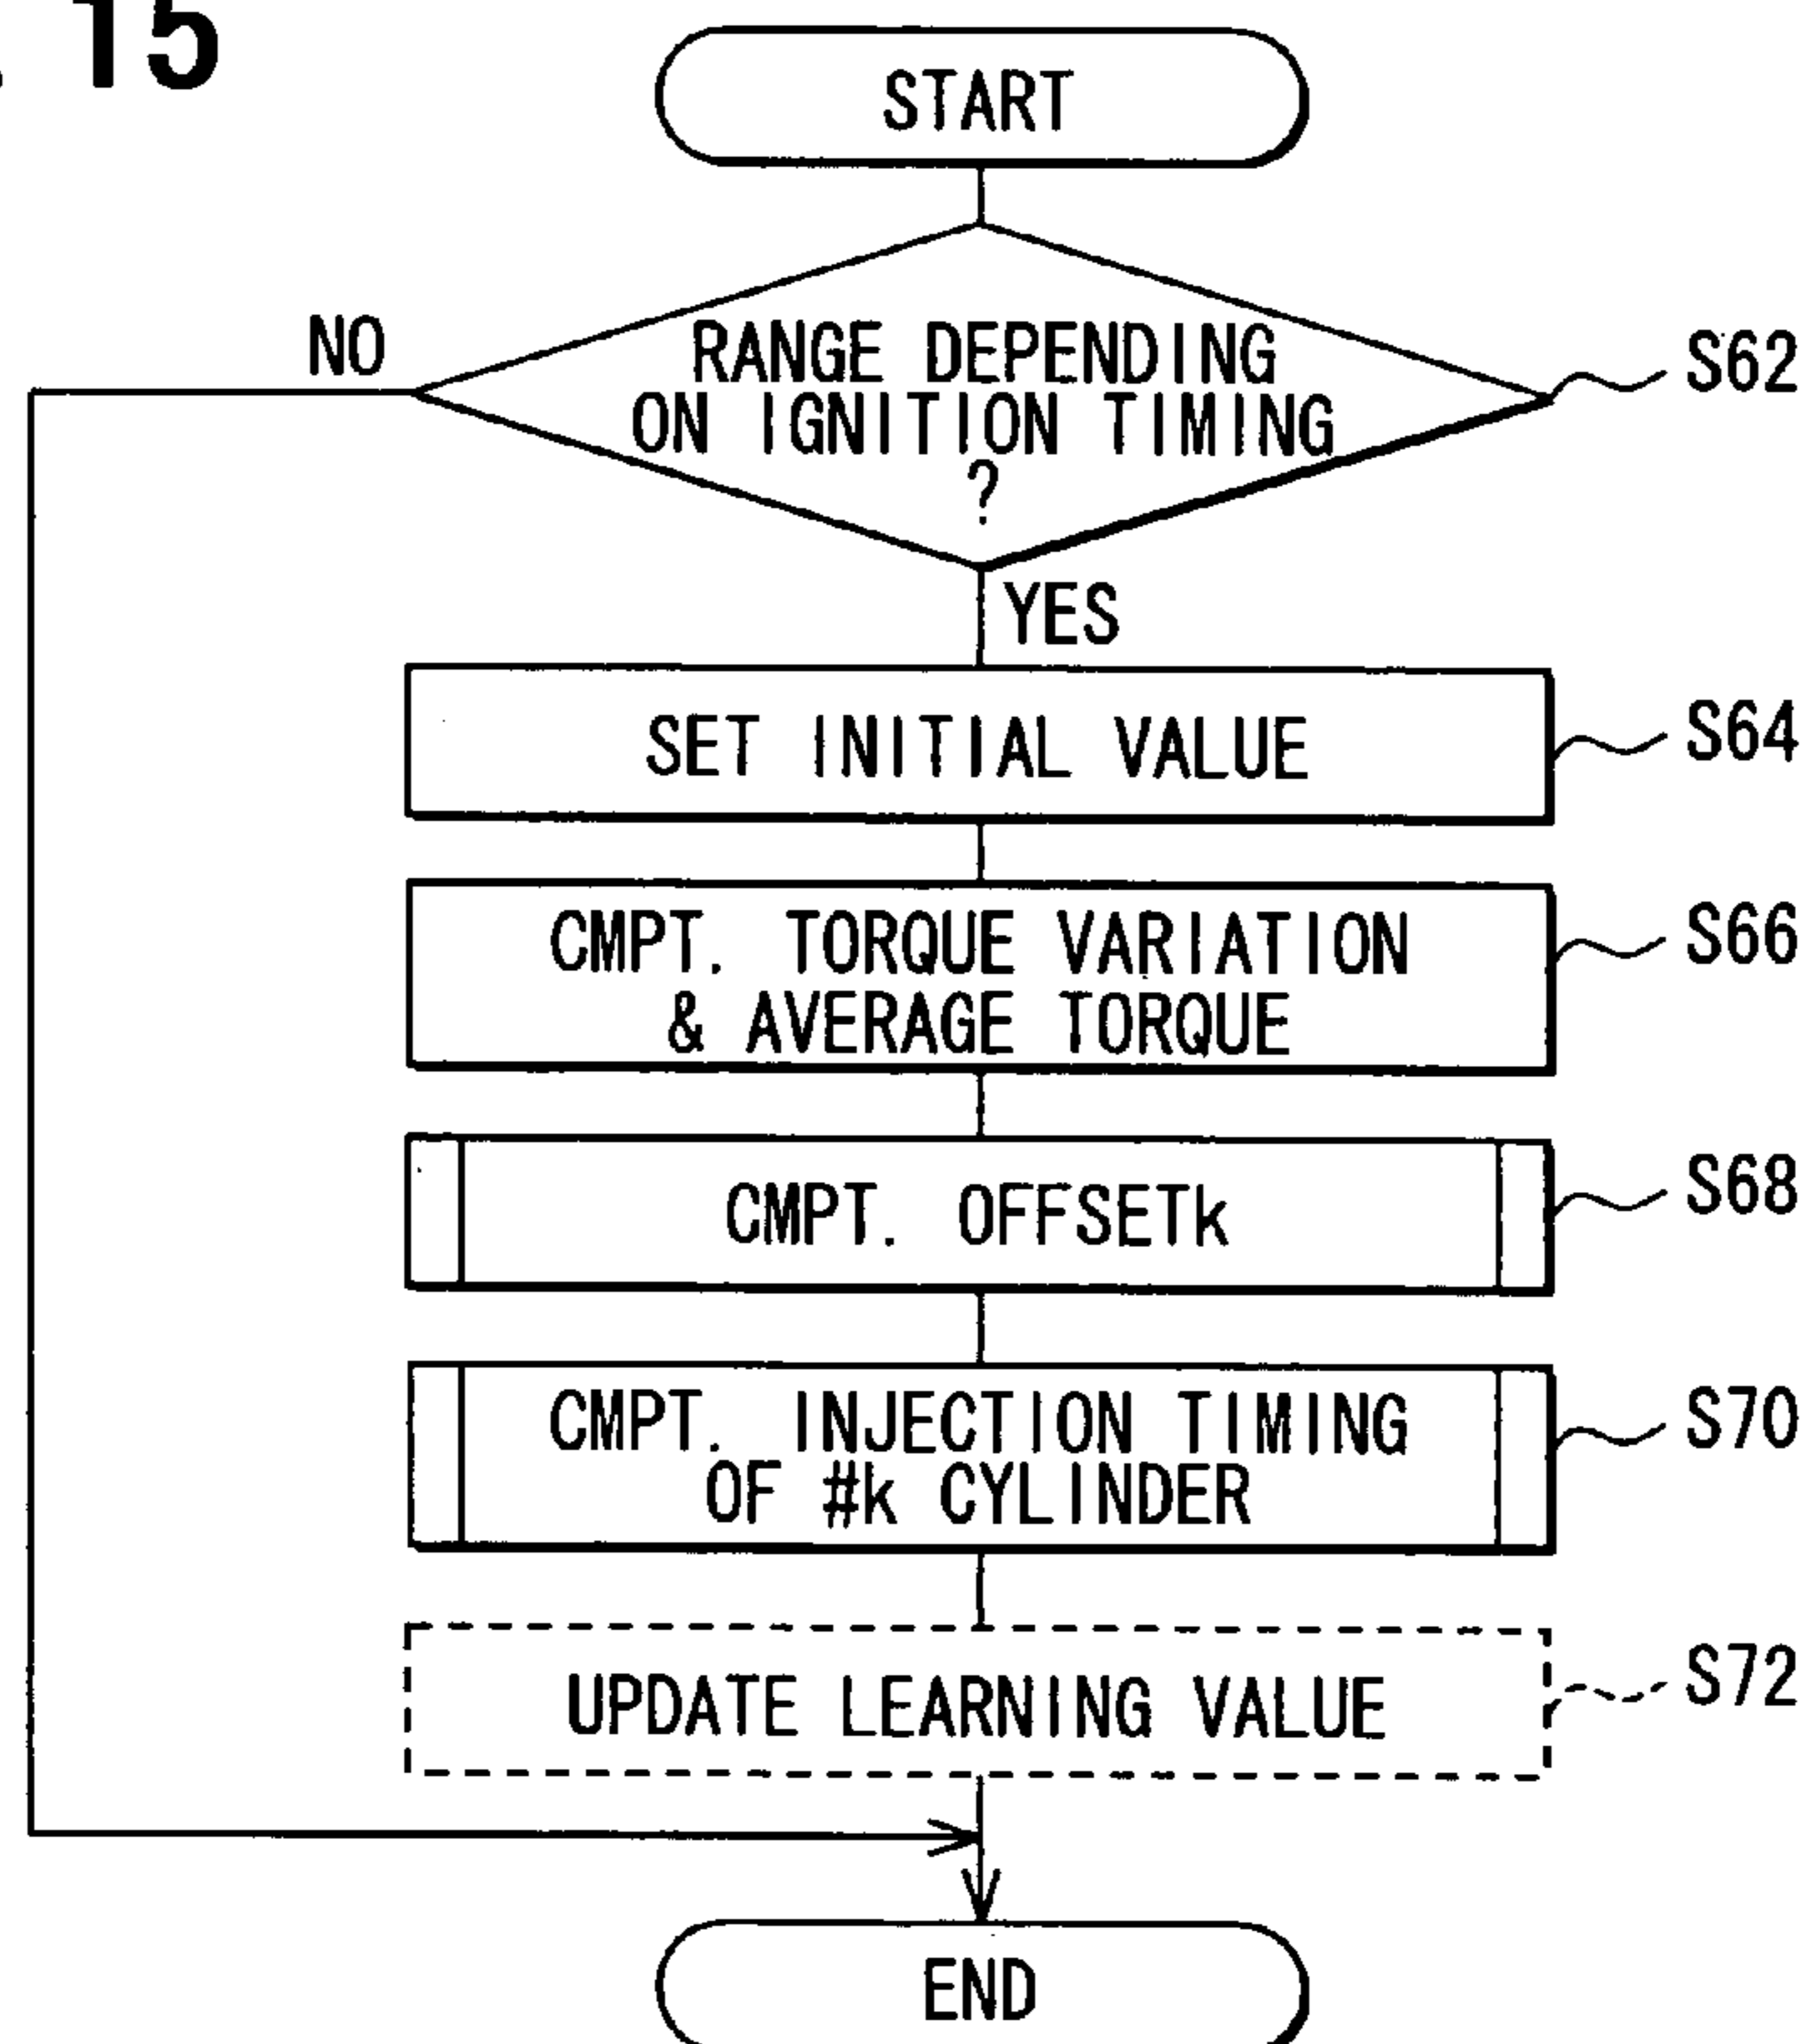 15
START
NO
RANGE DEPENDING
ON IGNITION TIMING
?
S62
YES
SET INITIAL VALUE
S64
CMPT. TORQUE VARIATION
& AVERAGE TORQUE
S66
CMPT. OFFSETk
S68
CMPT. INJECTION TIMING
OF #k CYLINDER
S70
UPDATE LEARNING VALUE
S72
END